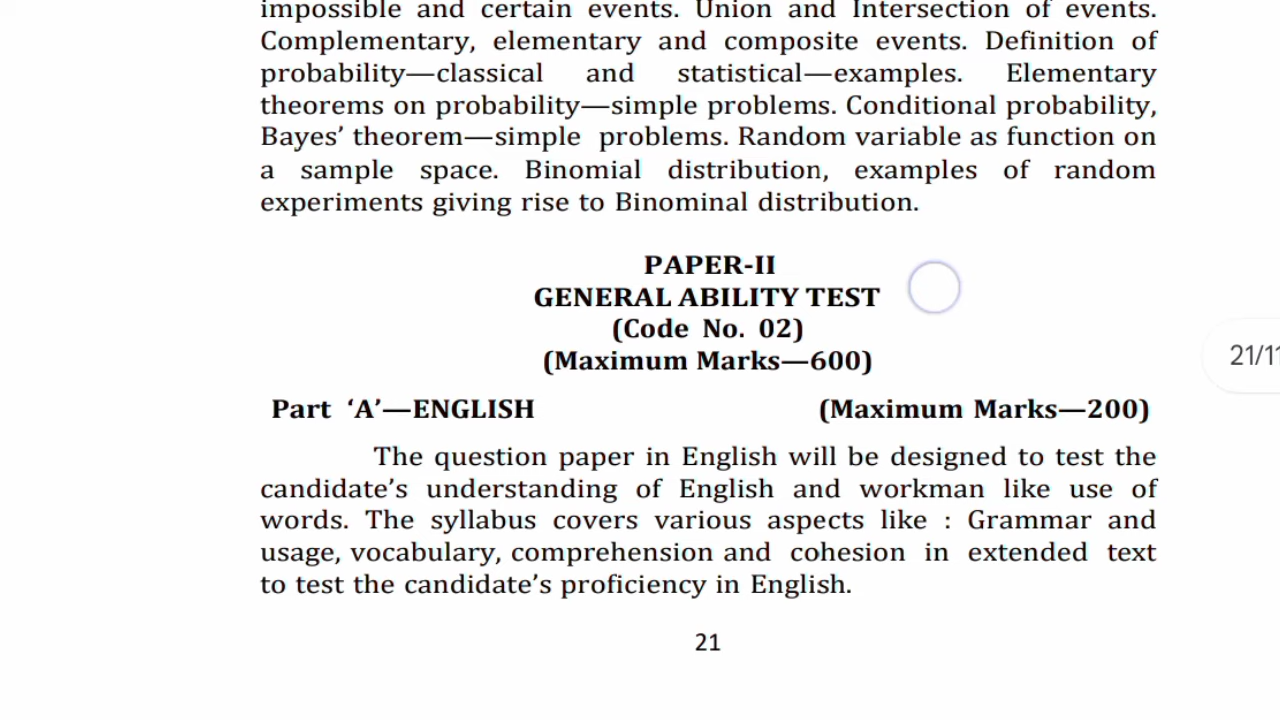 impossible and certain events. Union and Intersection of events.
Complementary, elementary and composite events. Definition of
probability—classical and statistical—examples. Elementary
theorems on probability—simple problems. Conditional probability,
Bayes’ theorem—simple problems. Random variable as function on
a sample space. Binomial distribution, examples of random
experiments giving rise to Binominal distribution.
PAPER-II
GENERAL ABILITY TEST
(Code No. 02)
(Maximum Marks—600)
21/11
Part ‘A’—ENGLISH (Maximum Marks—200)
The question paper in English will be designed to test the
candidate’s understanding of English and workman like use of
words. The syllabus covers various aspects like : Grammar and
usage, vocabulary, comprehension and cohesion in extended text
to test the candidate’s proficiency in English.
21